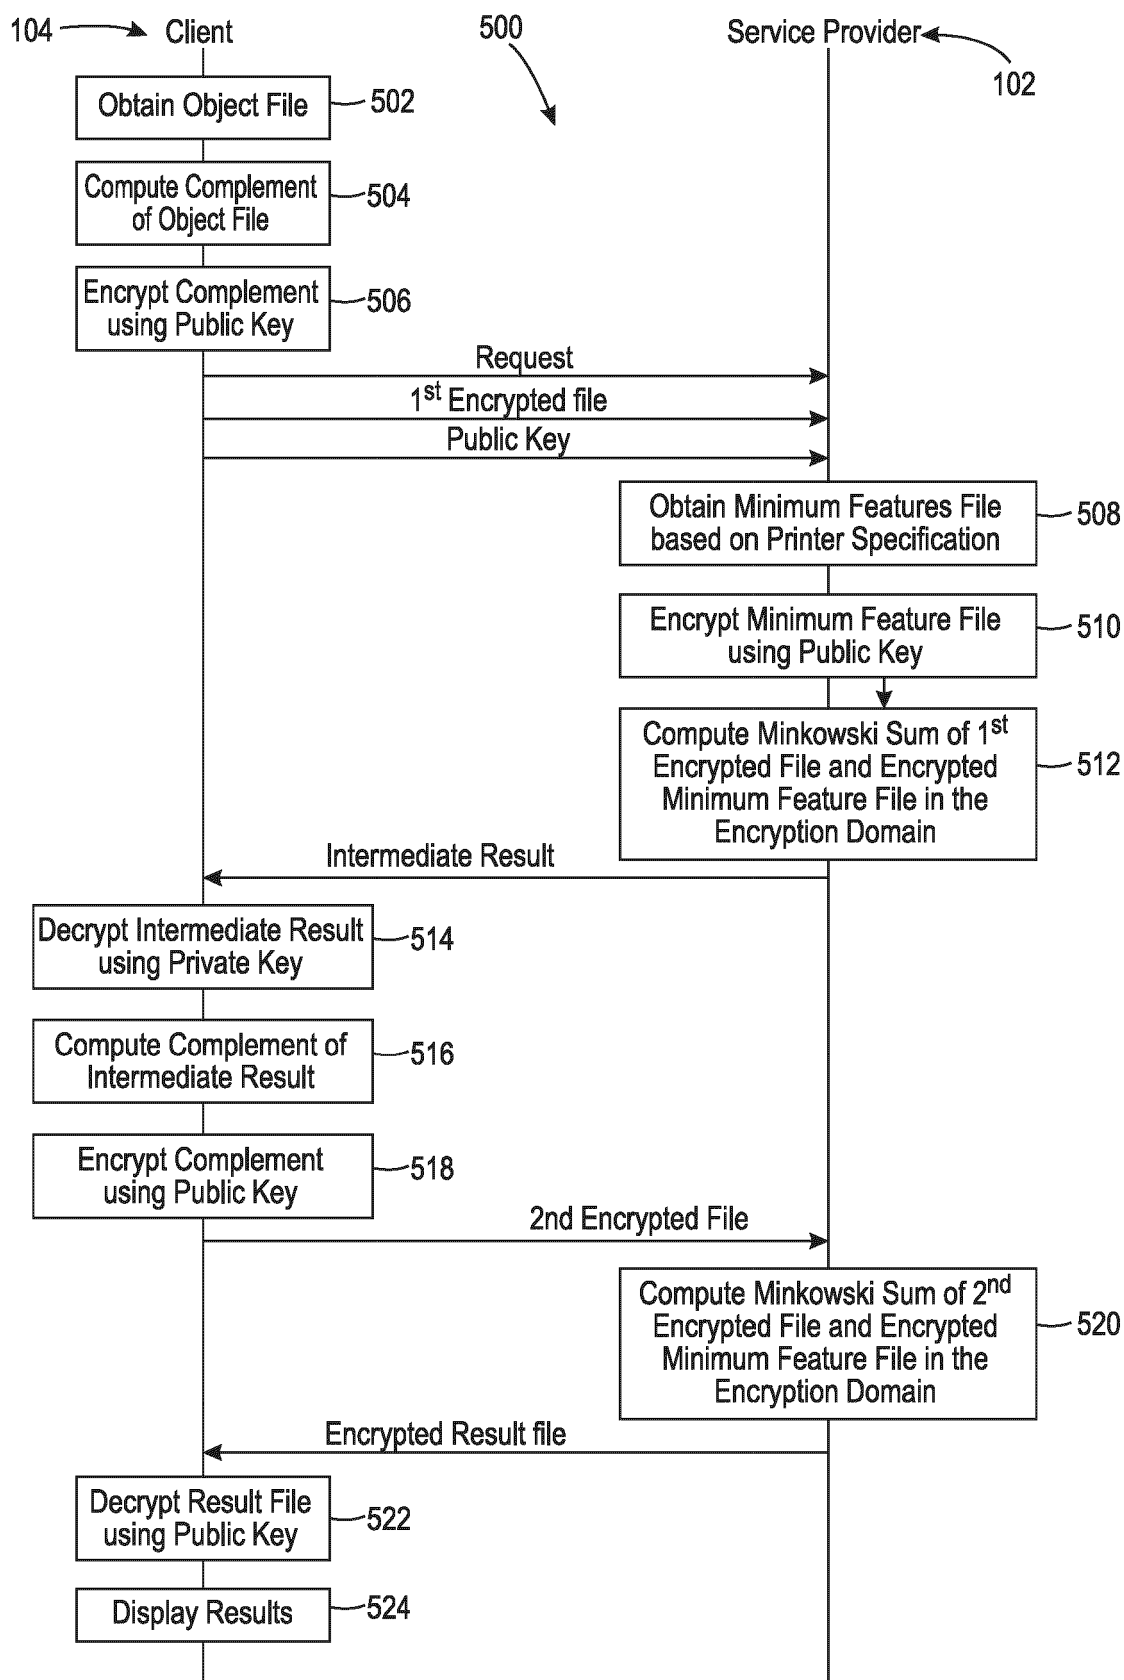 104
Client
500
Service Provider
102
Obtain Object File
502
Compute Complement
of Object File
504
Encrypt Complement
using Public Key
506
Request
1st Encrypted file
Public Key
Obtain Minimum Features File
based on Printer Specification
508
Encrypt Minimum Feature File
using Public Key
510
Compute Minkowski Sum of 1st
Encrypted File and Encrypted
Minimum Feature File in the
Encryption Domain
512
Intermediate Result
Decrypt Intermediate Result
using Private Key
514
Compute Complement of
Intermediate Result
516
Encrypt Complement
using Public Key
518
2nd Encrypted File
Compute Minkowski Sum of 2nd
Encrypted File and Encrypted
Minimum Feature File in the
Encryption Domain
520
Encrypted Result file
Decrypt Result File
using Public Key
522
Display Results
524